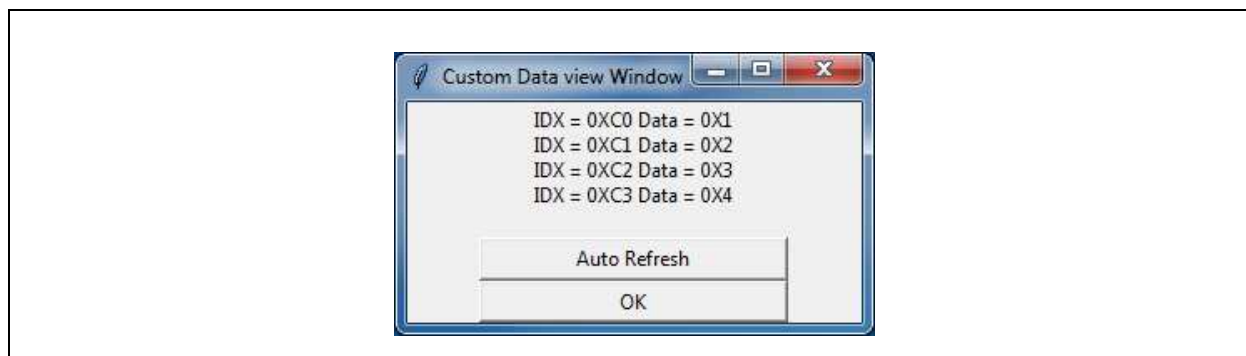 Custom Data view Window
IDX = 0XC0 Data = 0X1
IDX = 0XC1 Data = 0X2
IDX = 0XC2 Data = 0X3
IDX = 0XC3 Data = 0X4
Auto Refresh
OK